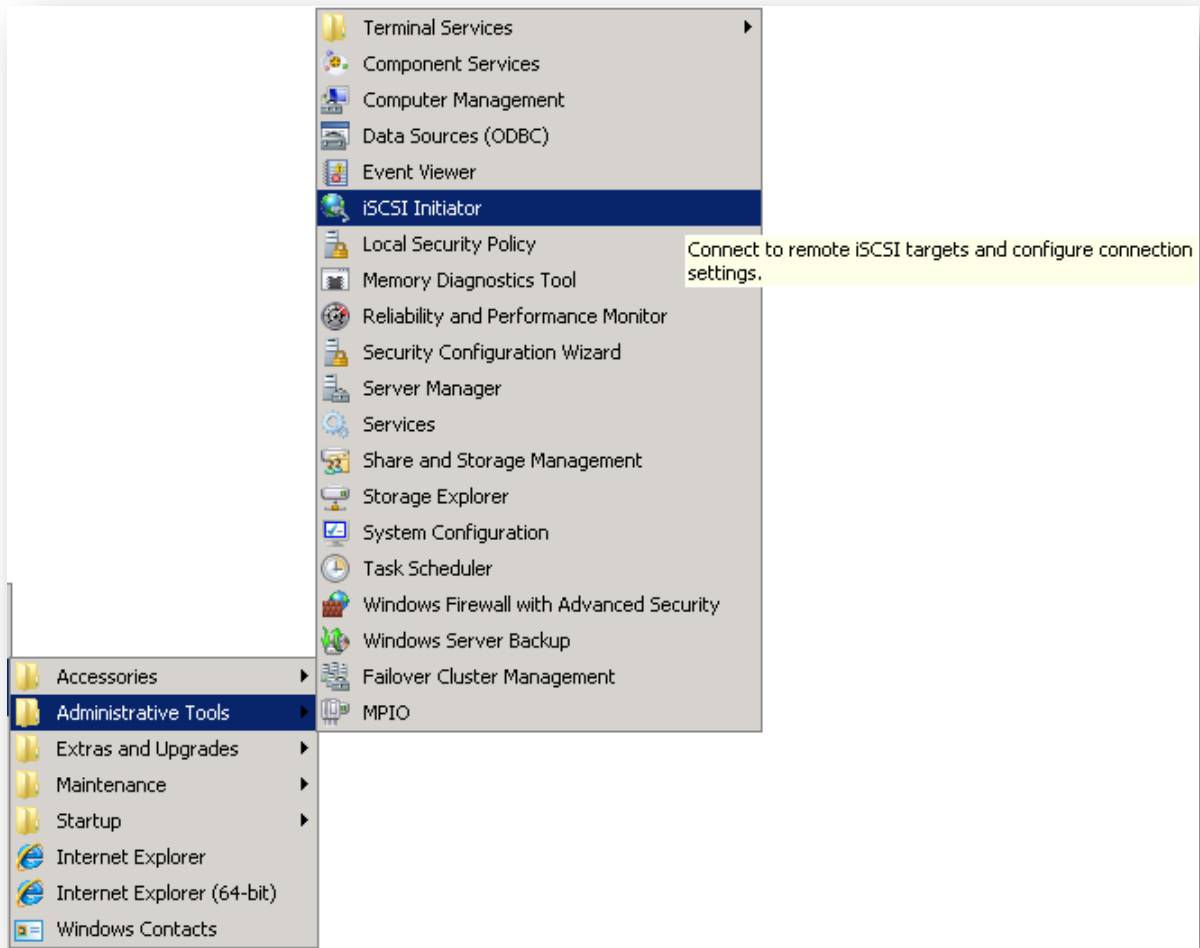 Terminal Services
Component Services
Computer Management
Data Sources (ODBC)
Event Viewer
iSCSI Initiator
Local Security Policy
Connect to remote iSCSI targets and configure connection
settings.
Memory Diagnostics Tool
Reliability and Performance Monitor
Security Configuration Wizard
Server Manager
Services
Share and Storage Management
Storage Explorer
System Configuration
Task Scheduler
Windows Firewall with Advanced Security
Windows Server Backup
Failover Cluster Management
MPIO
Accessories
Administrative Tools
Extras and Upgrades
Maintenance
Startup
Internet Explorer
Internet Explorer (64-bit)
Windows Contacts